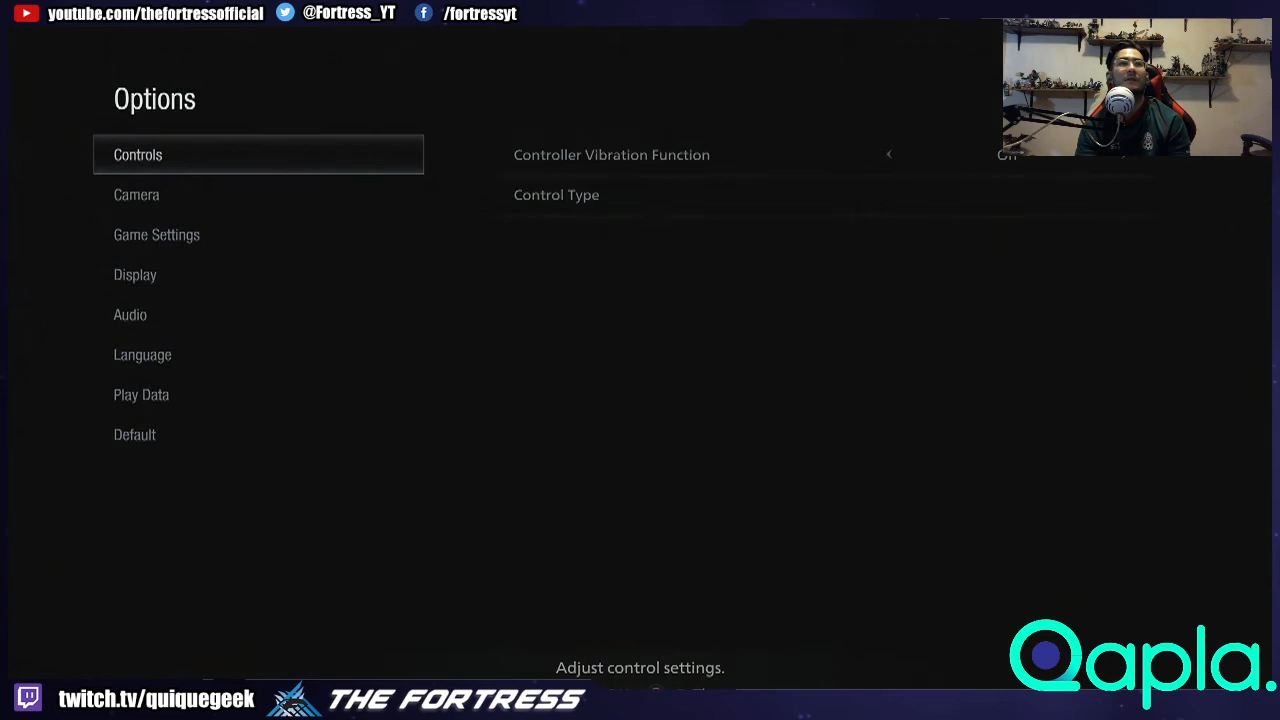 youtube.com/thefortressofficial @Fortress_YT /fortressyt
Options
Controls
Camera
Game Settings
Display
Audio
Language
Play Data
Default
Controller Vibration Function
Control Type
Adjust control settings.
twitch.tv/quiquegeek THE FORTRESS
Qapla.